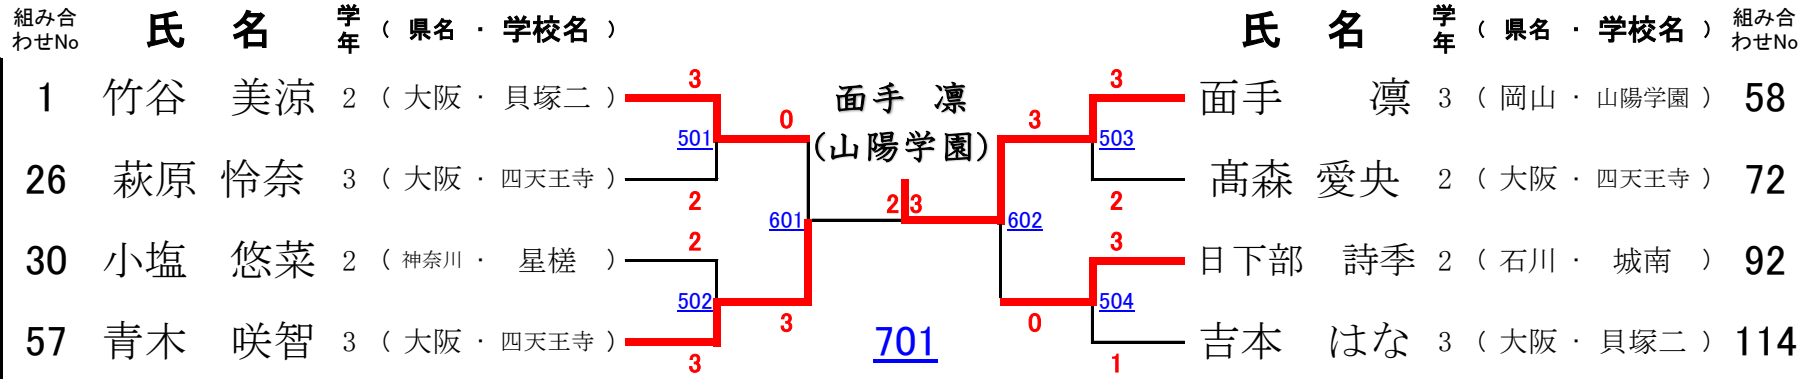 組み合わせNo 氏 名 学年 ( 県名 ・ 学校名 ) 氏 名 学年 ( 県名 ・ 学校名 ) 組み合わせNo
1 竹谷 美涼 2 ( 大阪 ・ 貝塚二 ) 3 面手 凛 3 面手 凛 3 ( 岡山 ・ 山陽学園 ) 58
501 0 (山陽学園) 3 503
26 萩原 怜奈 3 ( 大阪 ・ 四天王寺 ) 2 2 髙森 愛央 2 ( 大阪 ・ 四天王寺 ) 72
601 2 3 602
30 小塩 悠菜 2 ( 神奈川 ・ 星槎 ) 2 3 日下部 詩季 2 ( 石川 ・ 城南 ) 92
502 3 0 504
57 青木 咲智 3 ( 大阪 ・ 四天王寺 ) 3 701 1 吉本 はな 3 ( 大阪 ・ 貝塚二 ) 114